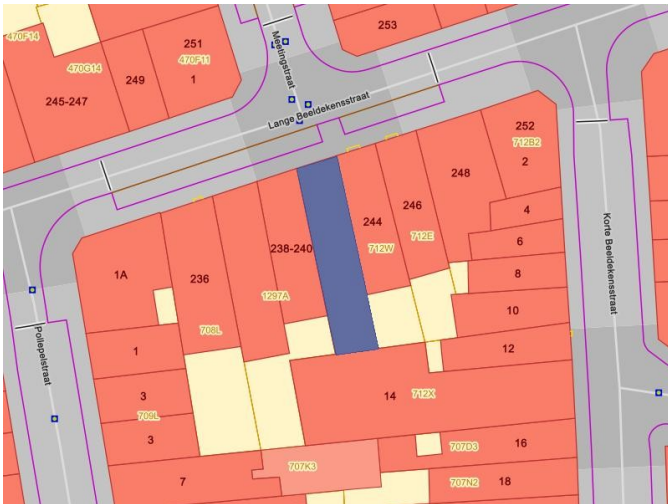 470F14
470G14
245-247
249
251
470F11
1
Meetingstraat
253
Lange Beeldekensstraat
252
712B2
2
248
246
712E
244
712W
4
6
8
10
12
Korte Beeldekensstraat
238-240
1297A
236
708L
1A
1
3
709L
3
7
Pollepelstraat
14
712X
707K3
707D3
16
707N2
18